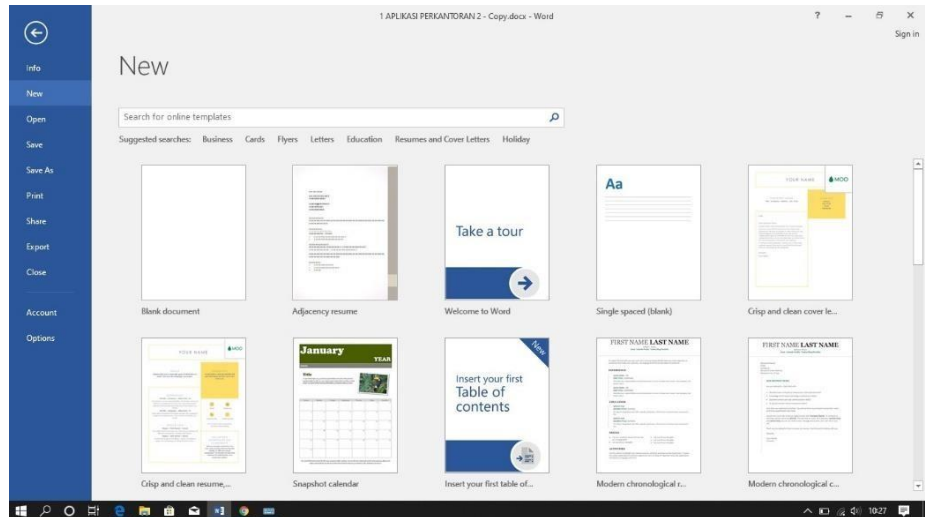 1 APLIKASI PERKANTORAN 2 - Copy.docx - Word
?
Sign in
Info
New
Open
Save
Save As
Print
Share
Export
Close
Account
Options
New
Search for online templates
Suggested searches: Business Cards Flyers Letters Education Resumes and Cover Letters Holiday
Aa
Take a tour
YOUR NAME
MOO
Blank document
Adjacency resume
Welcome to Word
Single spaced (blank)
Crisp and clean cover le...
YOUR NAME
MOO
January
YEAR
Title
New
Insert your first
Table of
contents
FIRST NAME LAST NAME
FIRST NAME LAST NAME
Crisp and clean resume,...
Snapshot calendar
Insert your first table of...
Modern chronological r...
Modern chronological c...
10:27